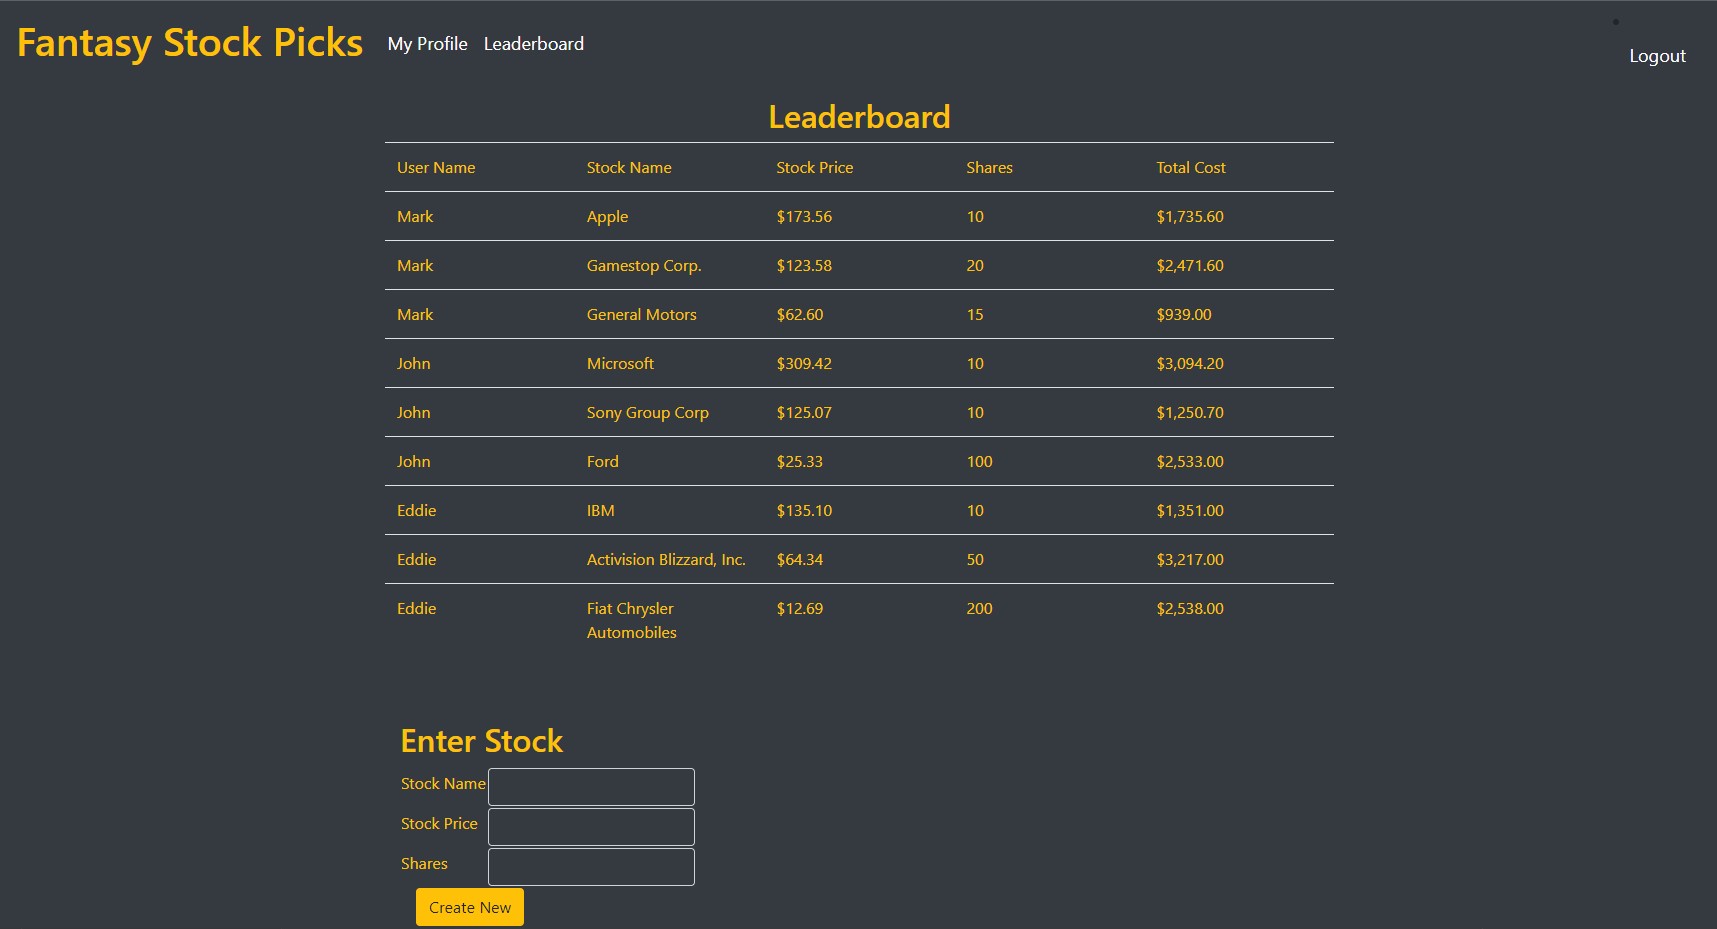 Fantasy Stock Picks My Profile Leaderboard Logout
Leaderboard
User Name Stock Name Stock Price Shares Total Cost
Mark Apple $173.56 10 $1,735.60
Mark Gamestop Corp. $123.58 20 $2,471.60
Mark General Motors $62.60 15 $939.00
John Microsoft $309.42 10 $3,094.20
John Sony Group Corp $125.07 10 $1,250.70
John Ford $25.33 100 $2,533.00
Eddie IBM $135.10 10 $1,351.00
Eddie Activision Blizzard, Inc. $64.34 50 $3,217.00
Eddie Fiat Chrysler $12.69 200 $2,538.00
Automobiles
Enter Stock
Stock Name
Stock Price
Shares
Create New